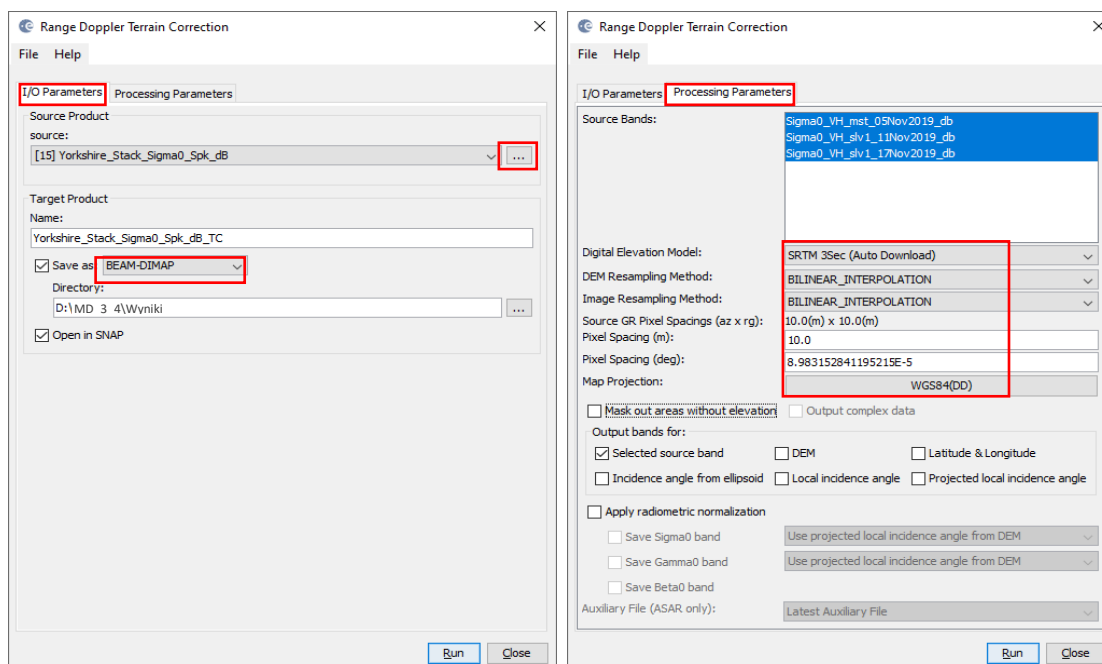 Range Doppler Terrain Correction
File Help
I/O Parameters Processing Parameters
Source Product
source:
[15] Yorkshire_Stack_Sigma0_Spk_dB
...
Target Product
Name:
Yorkshire_Stack_Sigma0_Spk_dB_TC
Save as: BEAM-DIMAP
Directory:
D:\MD_3_4\Wyniki
...
Open in SNAP
Run Close
Range Doppler Terrain Correction
File Help
I/O Parameters Processing Parameters
Source Bands:
Sigma0_VH_mst_05Nov2019_db
Sigma0_VH_slv1_11Nov2019_db
Sigma0_VH_slv1_17Nov2019_db
Digital Elevation Model: SRTM 3Sec (Auto Download)
DEM Resampling Method: BILINEAR_INTERPOLATION
Image Resampling Method: BILINEAR_INTERPOLATION
Source GR Pixel Spacings (az x rg): 10.0(m) x 10.0(m)
Pixel Spacing (m): 10.0
Pixel Spacing (deg): 8.983152841195215E-5
Map Projection: WGS84(DD)
Mask out areas without elevation Output complex data
Output bands for:
Selected source band DEM Latitude & Longitude
Incidence angle from ellipsoid Local incidence angle Projected local incidence angle
Apply radiometric normalization
Save Sigma0 band Use projected local incidence angle from DEM
Save Gamma0 band Use projected local incidence angle from DEM
Save Beta0 band
Auxiliary File (ASAR only): Latest Auxiliary File
Run Close